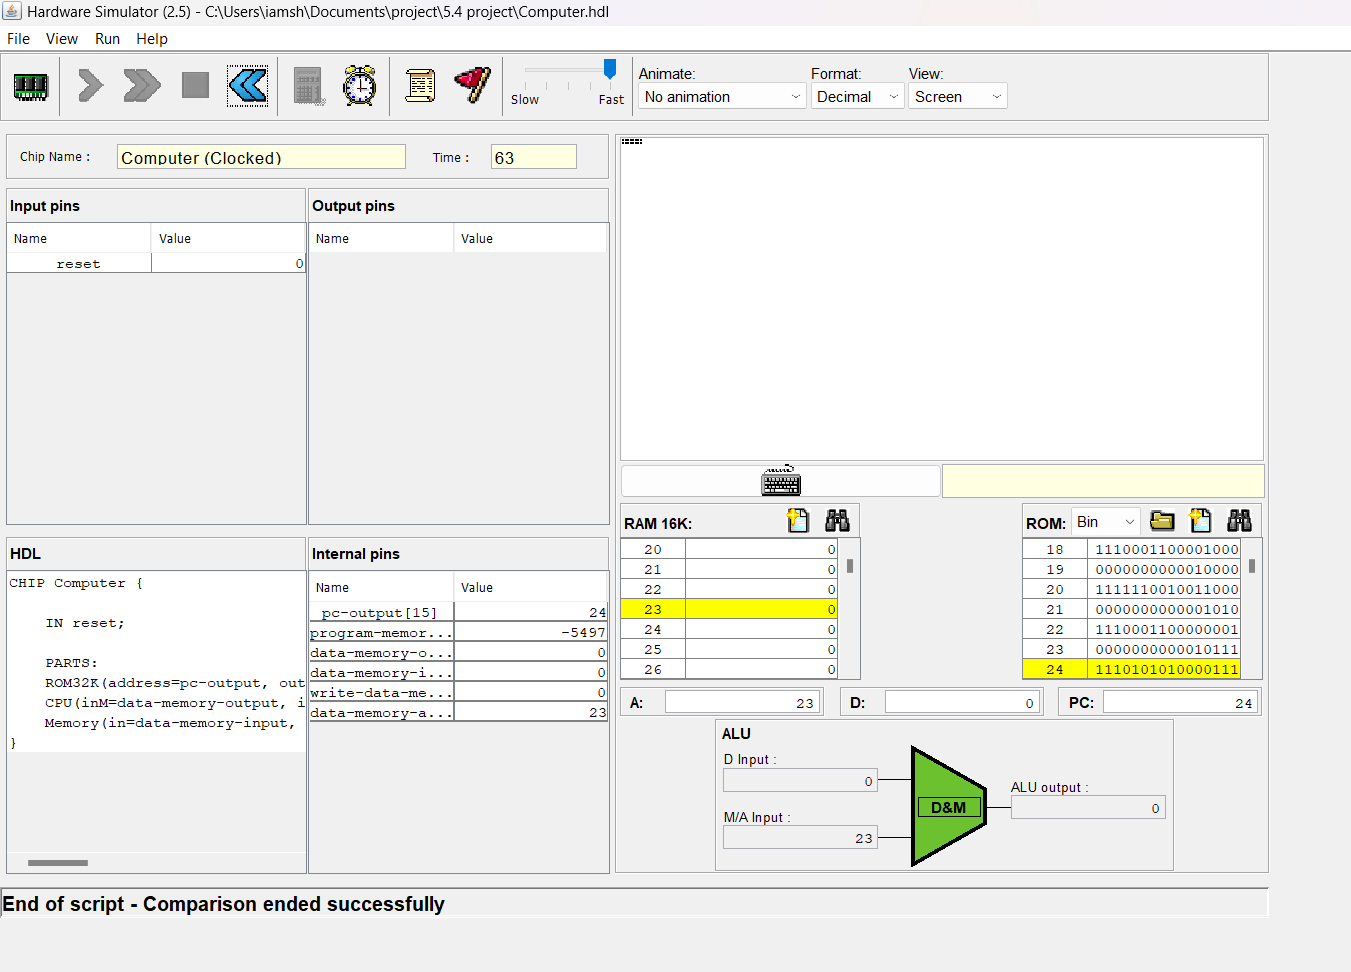 Hardware Simulator (2.5) - C:\Users\iamsh\Documents\project\5.4 project\Computer.hdl
File View Run Help
Slow Fast
Animate: Format: View:
No animation Decimal Screen
Chip Name : Computer (Clocked) Time : 63
Input pins
Name Value
reset 0
Output pins
Name Value
HDL
CHIP Computer {
IN reset;
PARTS:
ROM32K(address=pc-output, out
CPU(inM=data-memory-output, i
Memory(in=data-memory-input,
}
Internal pins
Name Value
pc-output[15] 24
program-memor... -5497
data-memory-o... 0
data-memory-i... 0
write-data-me... 0
data-memory-a... 23
RAM 16K:
20 0
21 0
22 0
23 0
24 0
25 0
26 0
ROM: Bin
18 1110001100001000
19 0000000000010000
20 1111110010011000
21 0000000000001010
22 1110001100000001
23 0000000000010111
24 1110101010000111
A: 23 D: 0 PC: 24
ALU
D Input :
0
M/A Input :
23
D&M
ALU output :
0
End of script - Comparison ended successfully